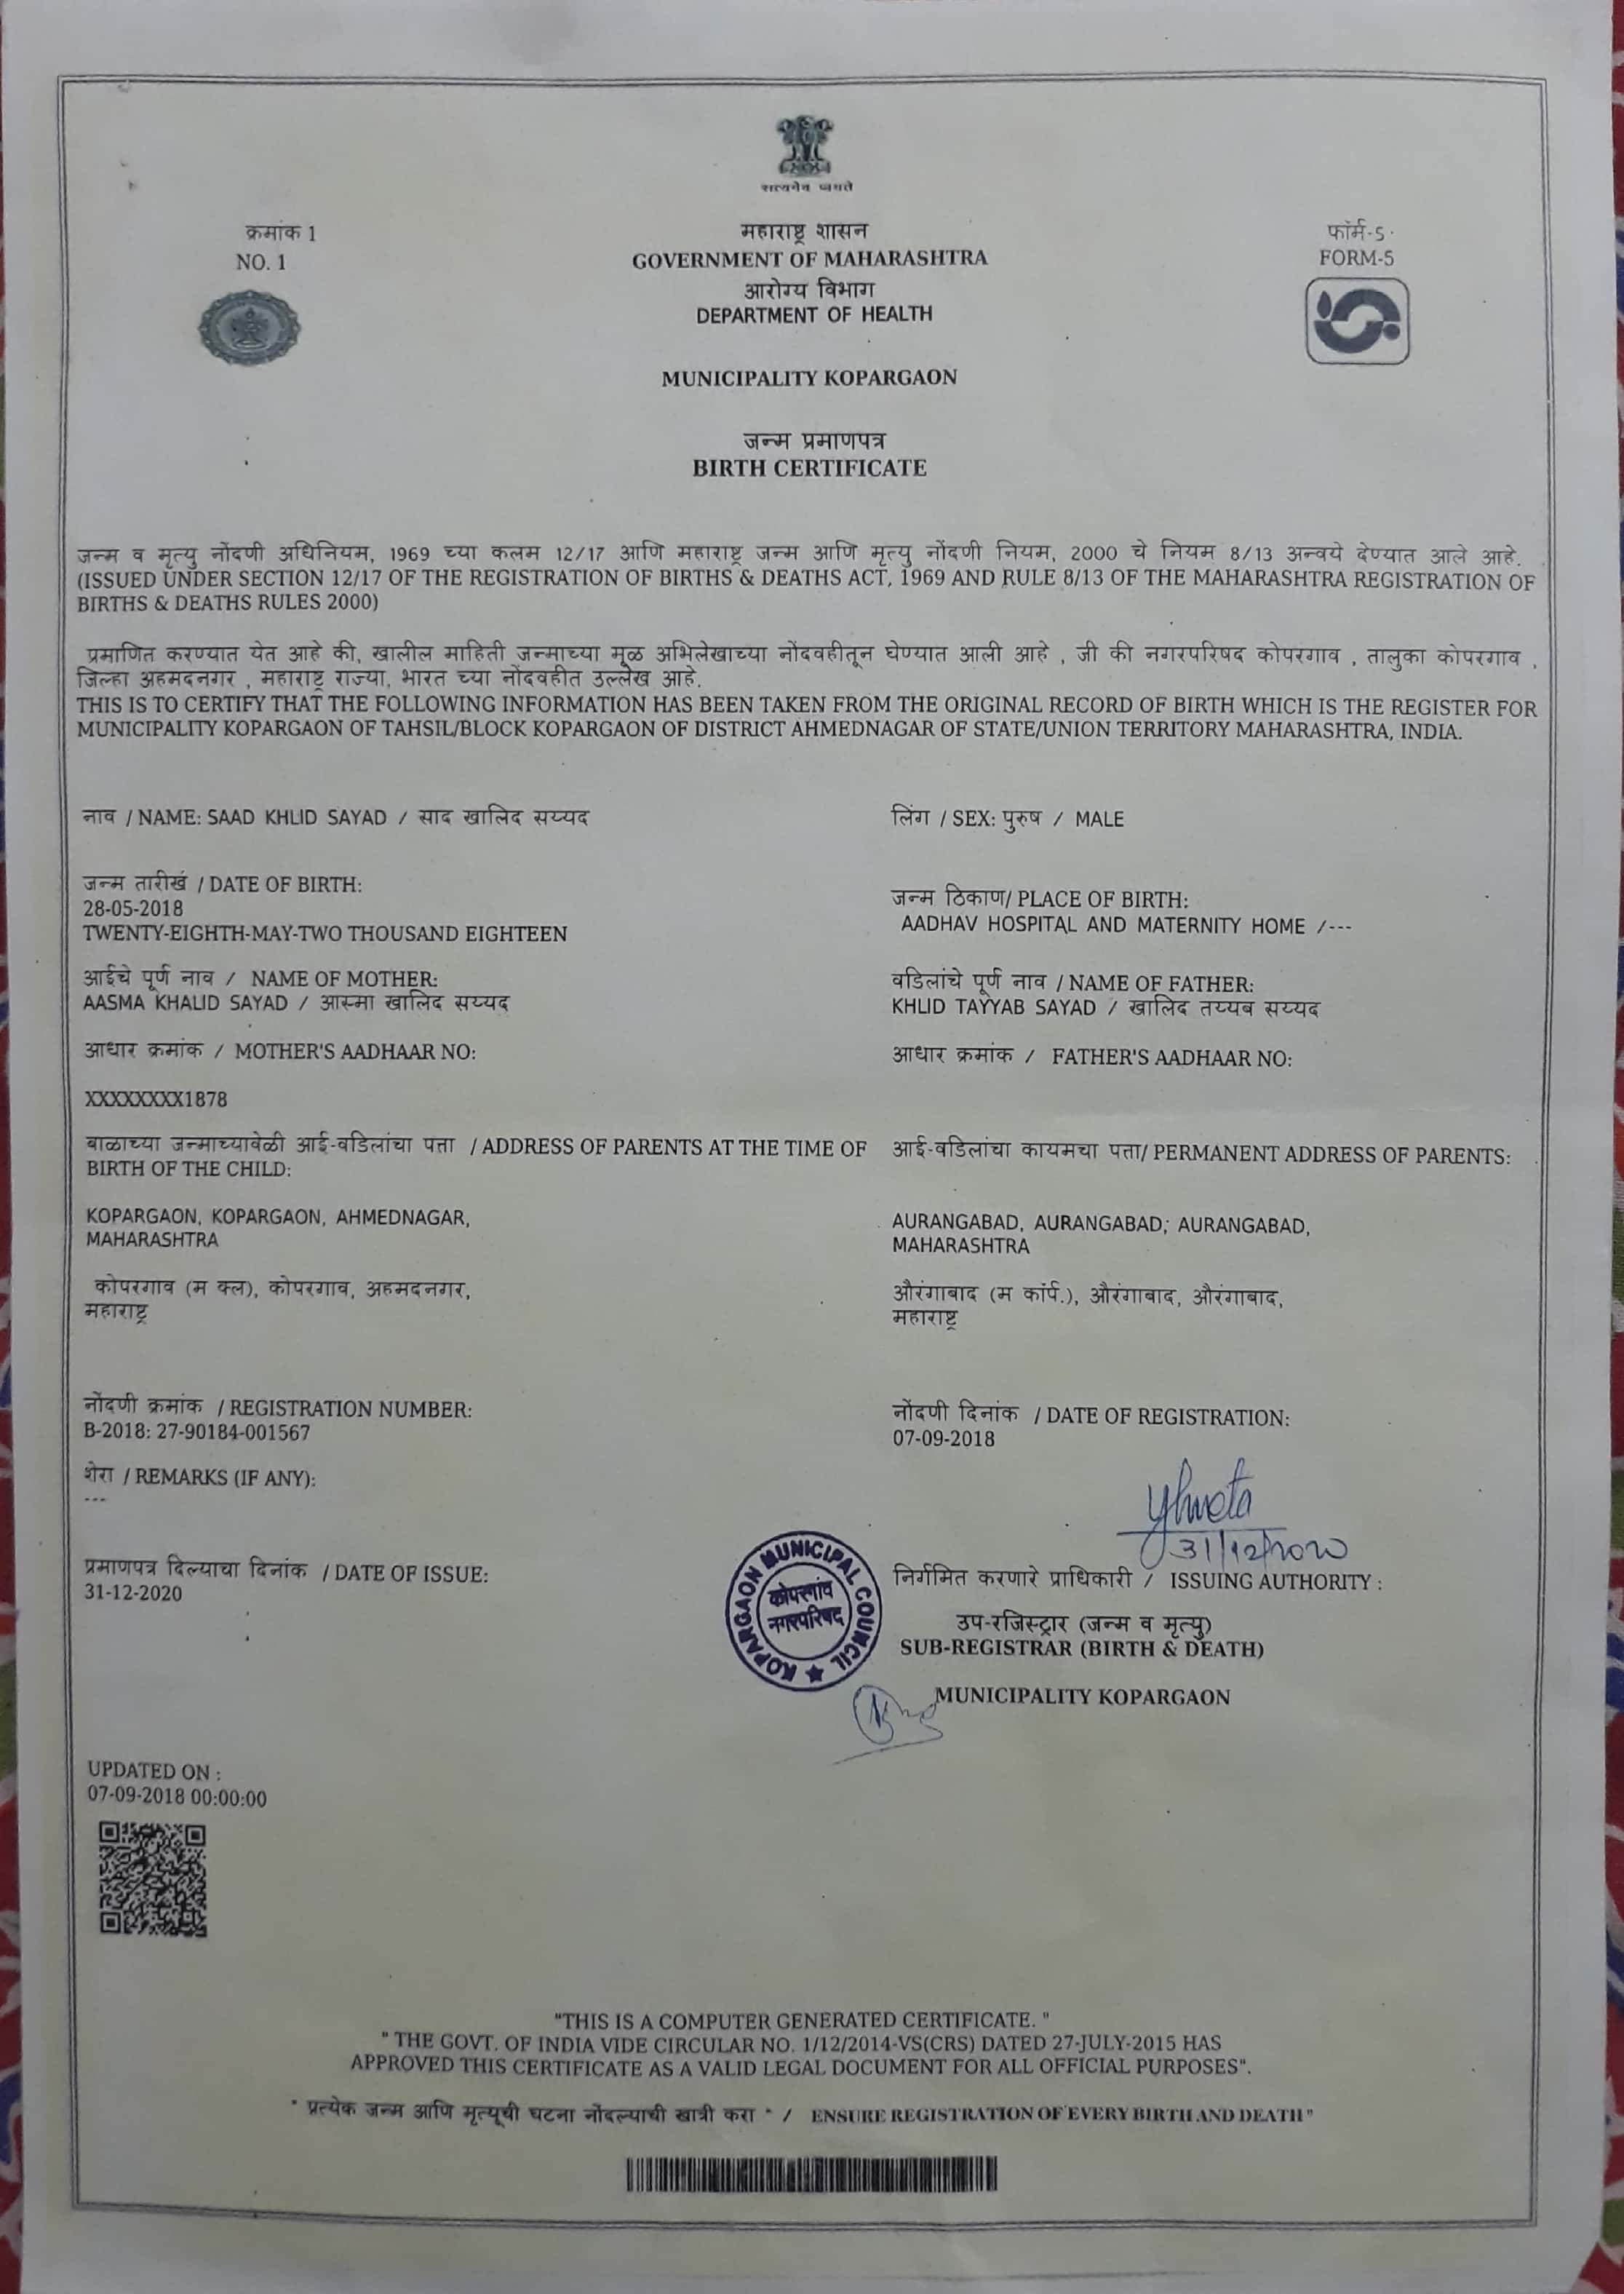 सत्यमेव जयते
क्रमांक 1
NO. 1
महाराष्ट्र शासन
GOVERNMENT OF MAHARASHTRA
आरोग्य विभाग
DEPARTMENT OF HEALTH
फॉर्म-5
FORM-5
MUNICIPALITY KOPARGAON
जन्म प्रमाणपत्र
BIRTH CERTIFICATE
जन्म व मृत्यु नोंदणी अधिनियम, 1969 च्या कलम 12/17 आणि महाराष्ट्र जन्म आणि मृत्यु नोंदणी नियम, 2000 चे नियम 8/13 अन्वये देण्यात आले आहे.
(ISSUED UNDER SECTION 12/17 OF THE REGISTRATION OF BIRTHS & DEATHS ACT, 1969 AND RULE 8/13 OF THE MAHARASHTRA REGISTRATION OF
BIRTHS & DEATHS RULES 2000)
प्रमाणित करण्यात येत आहे की, खालील माहिती जन्माच्या मूळ अभिलेखाच्या नोंदवहीतून घेण्यात आली आहे , जी की नगरपरिषद कोपरगाव , तालुका कोपरगाव ,
जिल्हा अहमदनगर , महाराष्ट्र राज्या, भारत च्या नोंदवहीत उल्लेख आहे.
THIS IS TO CERTIFY THAT THE FOLLOWING INFORMATION HAS BEEN TAKEN FROM THE ORIGINAL RECORD OF BIRTH WHICH IS THE REGISTER FOR
MUNICIPALITY KOPARGAON OF TAHSIL/BLOCK KOPARGAON OF DISTRICT AHMEDNAGAR OF STATE/UNION TERRITORY MAHARASHTRA, INDIA.
नाव / NAME: SAAD KHLID SAYAD / साद खालिद सय्यद
लिंग / SEX: पुरुष / MALE
जन्म तारीख / DATE OF BIRTH:
28-05-2018
TWENTY-EIGHTH-MAY-TWO THOUSAND EIGHTEEN
जन्म ठिकाण/ PLACE OF BIRTH:
AADHAV HOSPITAL AND MATERNITY HOME /---
आईचे पूर्ण नाव / NAME OF MOTHER:
AASMA KHALID SAYAD / आस्मा खालिद सय्यद
वडिलांचे पूर्ण नाव / NAME OF FATHER:
KHLID TAYYAB SAYAD / खालिद तय्यब सय्यद
आधार क्रमांक / MOTHER'S AADHAAR NO:
XXXXXXXX1878
आधार क्रमांक / FATHER'S AADHAAR NO:
बाळाच्या जन्माच्यावेळी आई-वडिलांचा पत्ता / ADDRESS OF PARENTS AT THE TIME OF
BIRTH OF THE CHILD:
KOPARGAON, KOPARGAON, AHMEDNAGAR,
MAHARASHTRA
कोपरगाव (म क्ल), कोपरगाव, अहमदनगर,
महाराष्ट्र
आई-वडिलांचा कायमचा पत्ता/ PERMANENT ADDRESS OF PARENTS:
AURANGABAD, AURANGABAD, AURANGABAD,
MAHARASHTRA
औरंगाबाद (म कॉर्प.), औरंगाबाद, औरंगाबाद,
महाराष्ट्र
नोंदणी क्रमांक / REGISTRATION NUMBER:
B-2018: 27-90184-001567
नोंदणी दिनांक / DATE OF REGISTRATION:
07-09-2018
शेरा / REMARKS (IF ANY):
---
31/12/2020
प्रमाणपत्र दिल्याचा दिनांक / DATE OF ISSUE:
31-12-2020
KOPARGAON MUNICIPAL COUNCIL
कोपरगांव
नगरपरिषद
निर्गमित करणारे प्राधिकारी / ISSUING AUTHORITY :
उप-रजिस्ट्रार (जन्म व मृत्यु)
SUB-REGISTRAR (BIRTH & DEATH)
MUNICIPALITY KOPARGAON
UPDATED ON :
07-09-2018 00:00:00
"THIS IS A COMPUTER GENERATED CERTIFICATE. "
" THE GOVT. OF INDIA VIDE CIRCULAR NO. 1/12/2014-VS(CRS) DATED 27-JULY-2015 HAS
APPROVED THIS CERTIFICATE AS A VALID LEGAL DOCUMENT FOR ALL OFFICIAL PURPOSES".
" प्रत्येक जन्म आणि मृत्यूची घटना नोंदल्याची खात्री करा " / ENSURE REGISTRATION OF EVERY BIRTH AND DEATH"